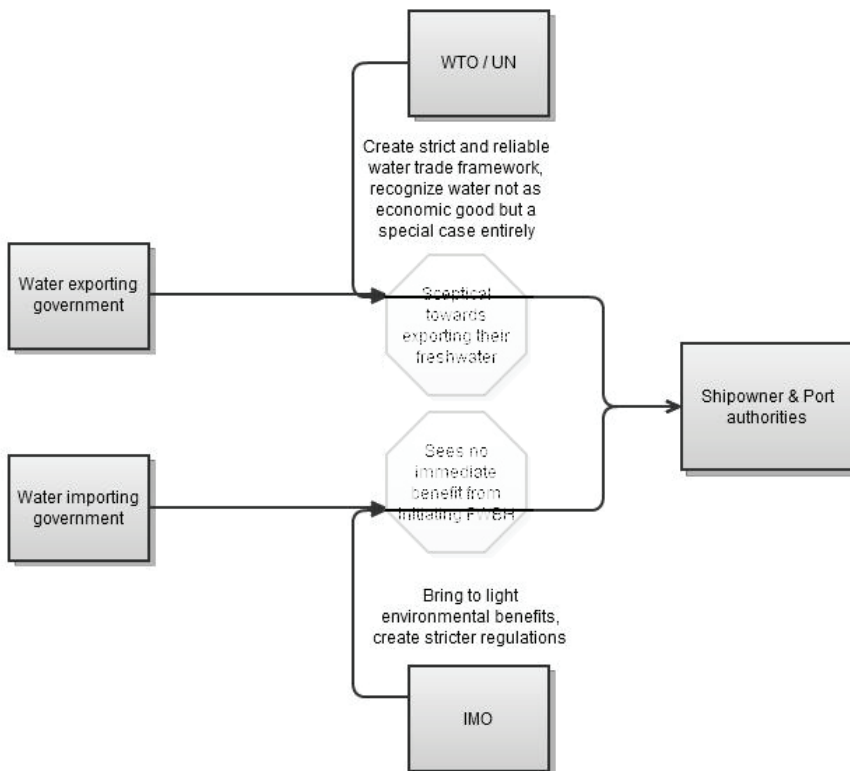 WTO / UN
Create strict and reliable
water trade framework,
recognize water not as
economic good but a
special case entirely
Water exporting
government
Sceptical
towards
exporting their
freshwater
Shipowner & Port
authorities
Sees no
immediate
benefit from
initiating FWBH
Water importing
government
Bring to light
environmental benefits,
create stricter regulations
IMO